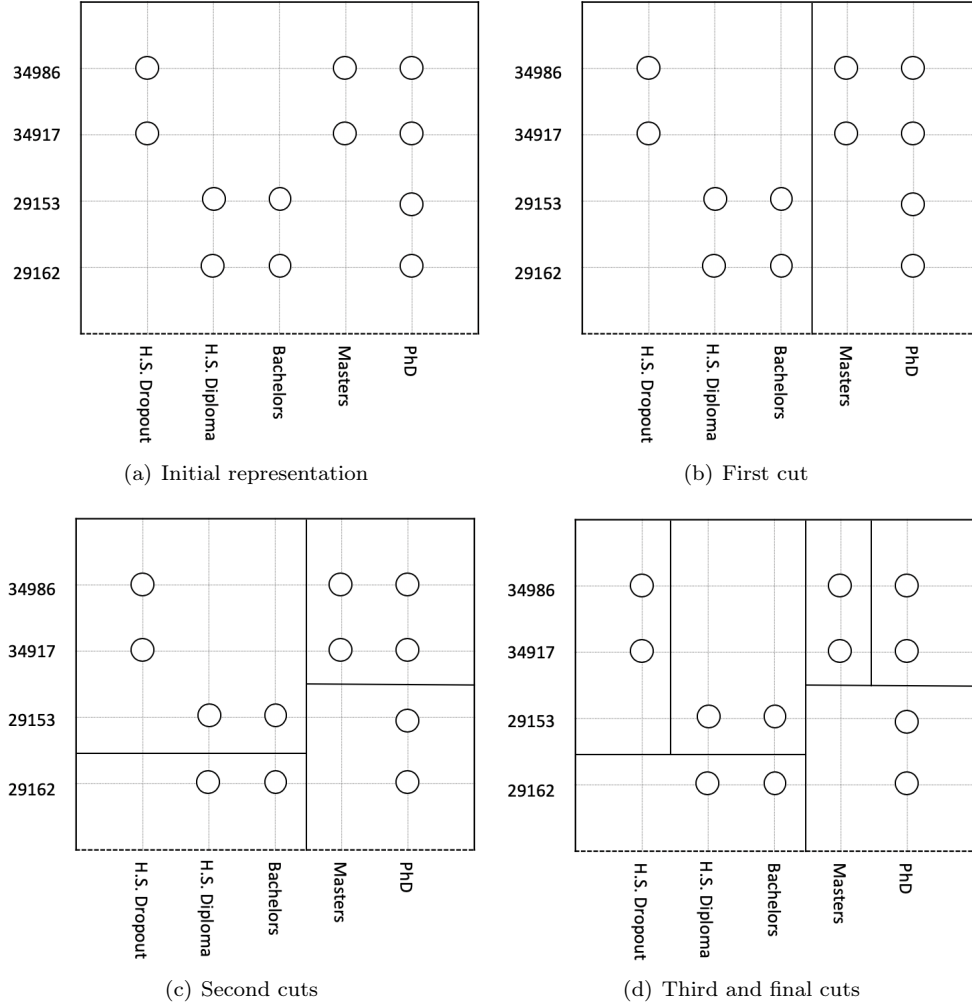 34986
34917
29153
29162
H.S. Dropout
H.S. Diploma
Bachelors
Masters
PhD
(a) Initial representation
34986
34917
29153
29162
H.S. Dropout
H.S. Diploma
Bachelors
Masters
PhD
(b) First cut
34986
34917
29153
29162
H.S. Dropout
H.S. Diploma
Bachelors
Masters
PhD
(c) Second cuts
34986
34917
29153
29162
H.S. Dropout
H.S. Diploma
Bachelors
Masters
PhD
(d) Third and final cuts